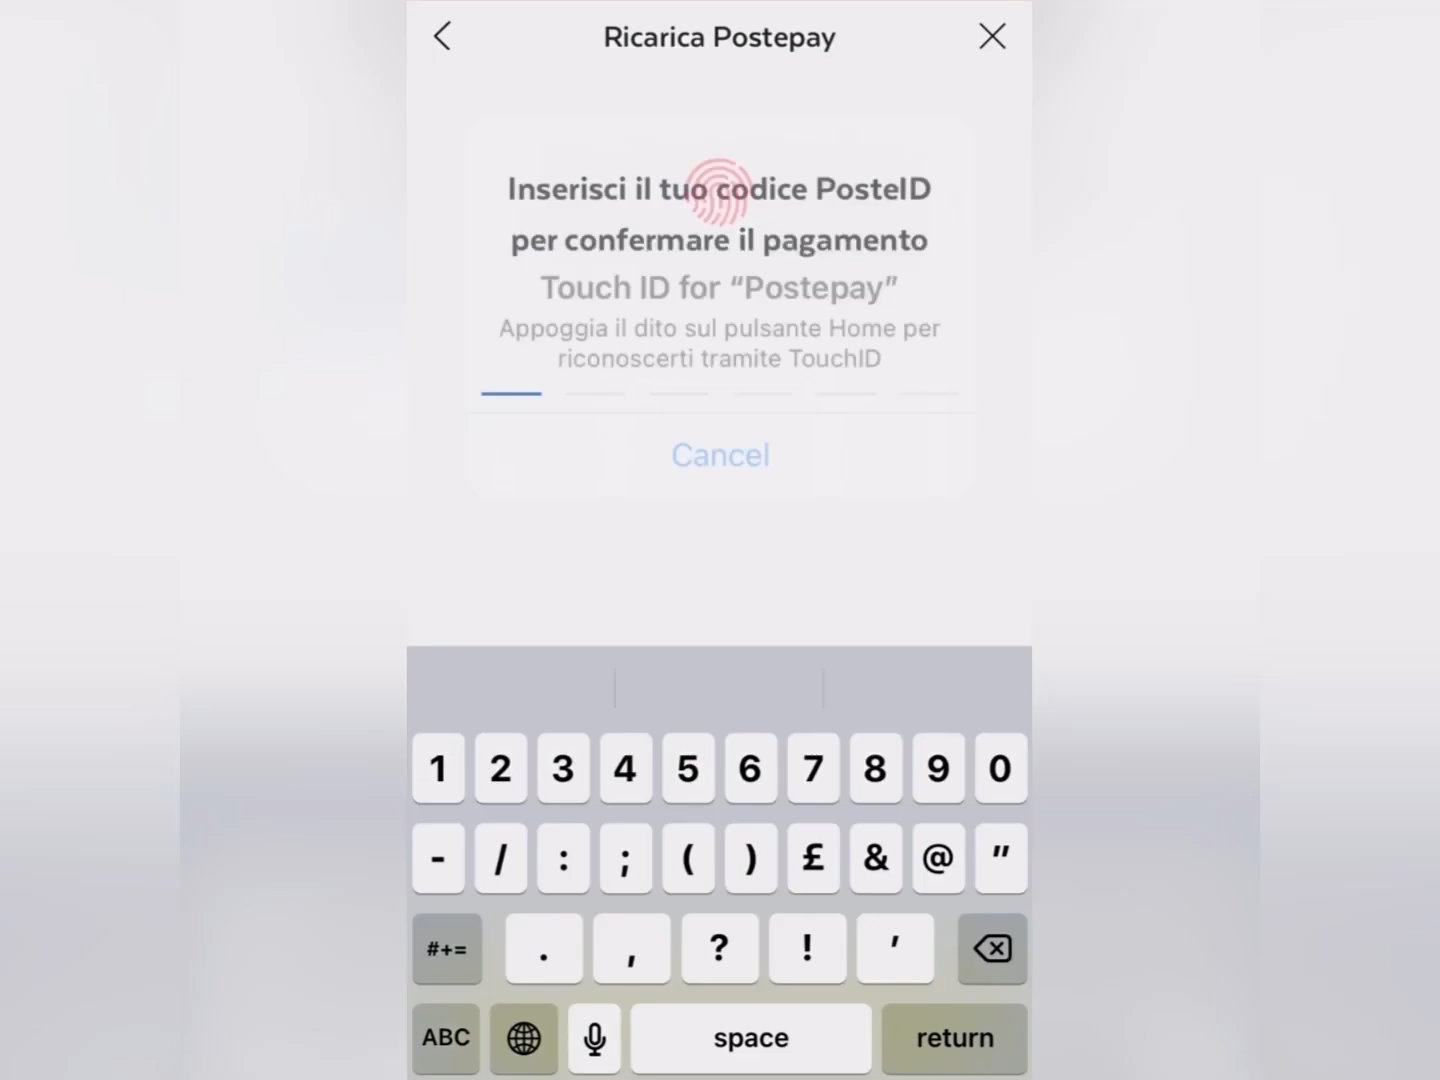 Ricarica Postepay
Inserisci il tuo codice PosteID
per confermare il pagamento
Touch ID for “Postepay”
Appoggia il dito sul pulsante Home per
riconoscerti tramite TouchID
Cancel
1 2 3 4 5 6 7 8 9 0
- / : ; ( ) £ & @ "
#+= . , ? ! '
ABC space return